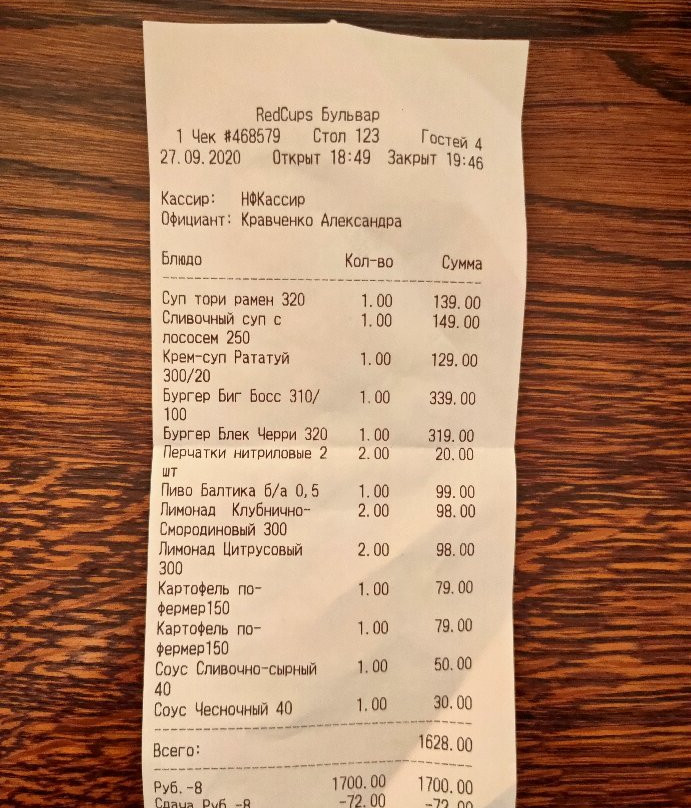 RedCups Бульвар
1 Чек #468579 Стол 123 Гостей 4
27.09.2020 Открыт 18:49 Закрыт 19:46
Кассир: НФКассир
Официант: Кравченко Александра
Блюдо Кол-во Сумма
Суп тори рамен 320 1.00 139.00
Сливочный суп с 1.00 149.00
лососем 250
Крем-суп Рататуй 1.00 129.00
300/20
Бургер Биг Босс 310/ 1.00 339.00
100
Бургер Блек Черри 320 1.00 319.00
Перчатки нитриловые 2 2.00 20.00
шт
Пиво Балтика б/а 0,5 1.00 99.00
Лимонад Клубнично- 2.00 98.00
Смородиновый 300
Лимонад Цитрусовый 2.00 98.00
300
Картофель по- 1.00 79.00
фермер150
Картофель по- 1.00 79.00
фермер150
Соус Сливочно-сырный 1.00 50.00
40
Соус Чесночный 40 1.00 30.00
Всего: 1628.00
Руб.-8 1700.00 1700.00
Сдача Руб.-8 -72.00 -72.00